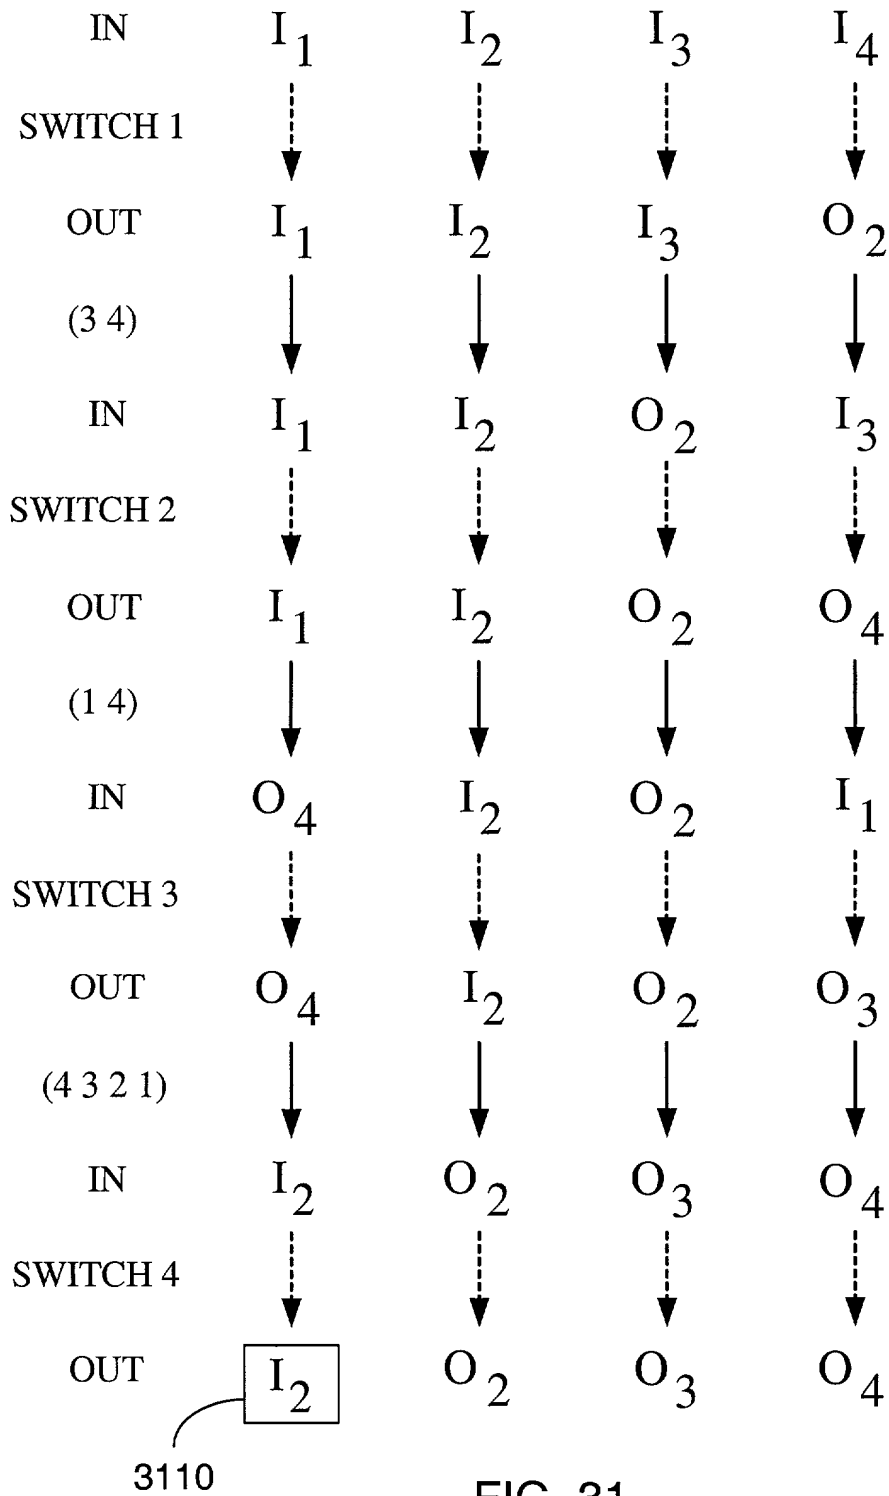 IN I1 I2 I3 I4
SWITCH 1
OUT I1 I2 I3 O2
(3 4)
IN I1 I2 O2 I3
SWITCH 2
OUT I1 I2 O2 O4
(1 4)
IN O4 I2 O2 I1
SWITCH 3
OUT O4 I2 O2 O3
(4 3 2 1)
IN I2 O2 O3 O4
SWITCH 4
OUT I2 O2 O3 O4
3110
FIG. 31